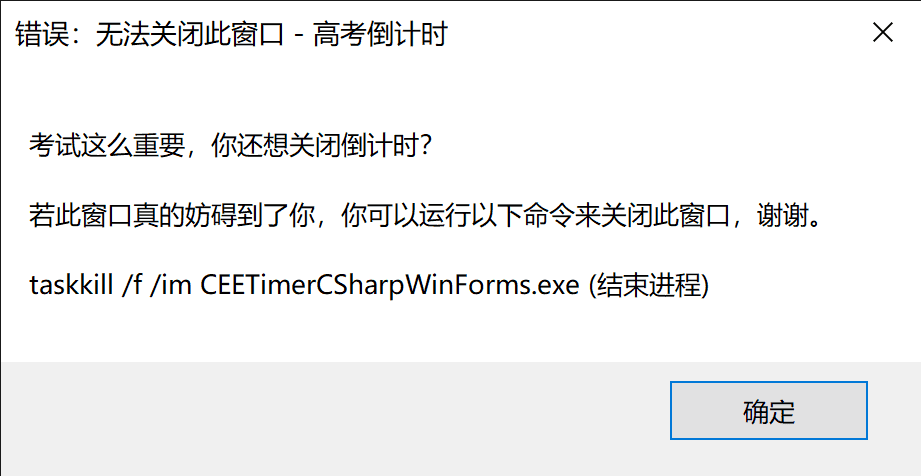 错误：无法关闭此窗口 - 高考倒计时
考试这么重要，你还想关闭倒计时？
若此窗口真的妨碍到了你，你可以运行以下命令来关闭此窗口，谢谢。
taskkill /f /im CEETimerCSharpWinForms.exe (结束进程)
确定